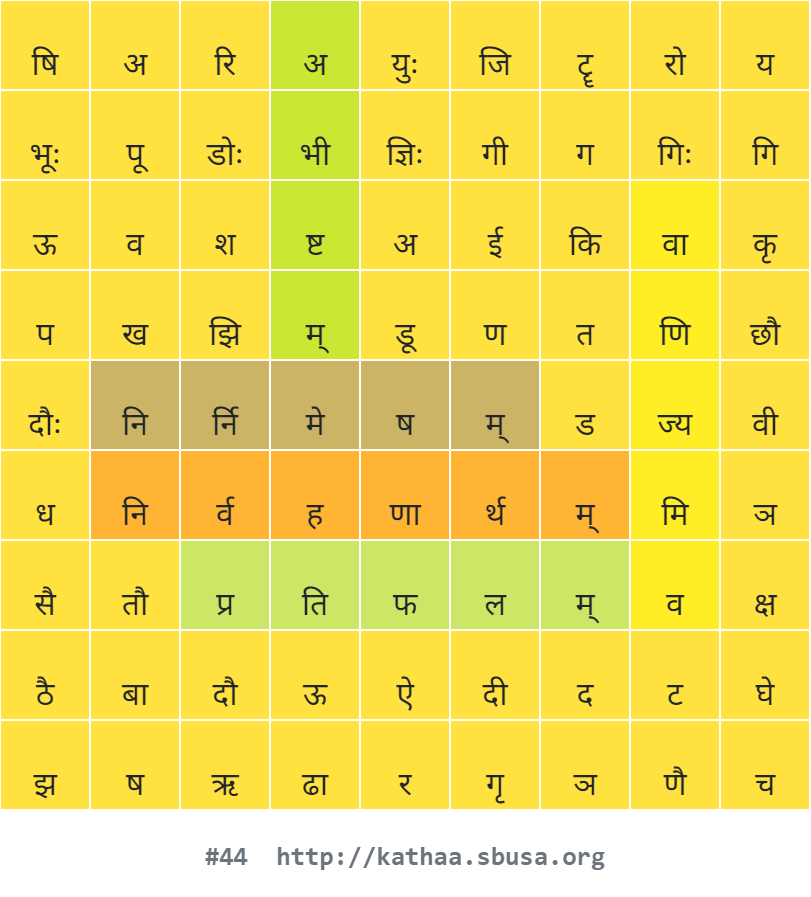 षि अ रि अ युः जि टॄ रो य
भूः पू डोः भी ज्ञिः गी ग गिः गि
ऊ व श ष्ट अ ई कि वा कृ
प ख झि म् डू ण त णि छौ
दौः नि र्नि मे ष म् ड ज्य वी
ध नि र्व ह णा र्थ म् मि ञ
सै तौ प्र ति फ ल म् व क्ष
ठै बा दौ ऊ ऐ दी द ट घे
झ ष ऋ ढा र गृ ञ णै च
#44 http://kathaa.sbusa.org